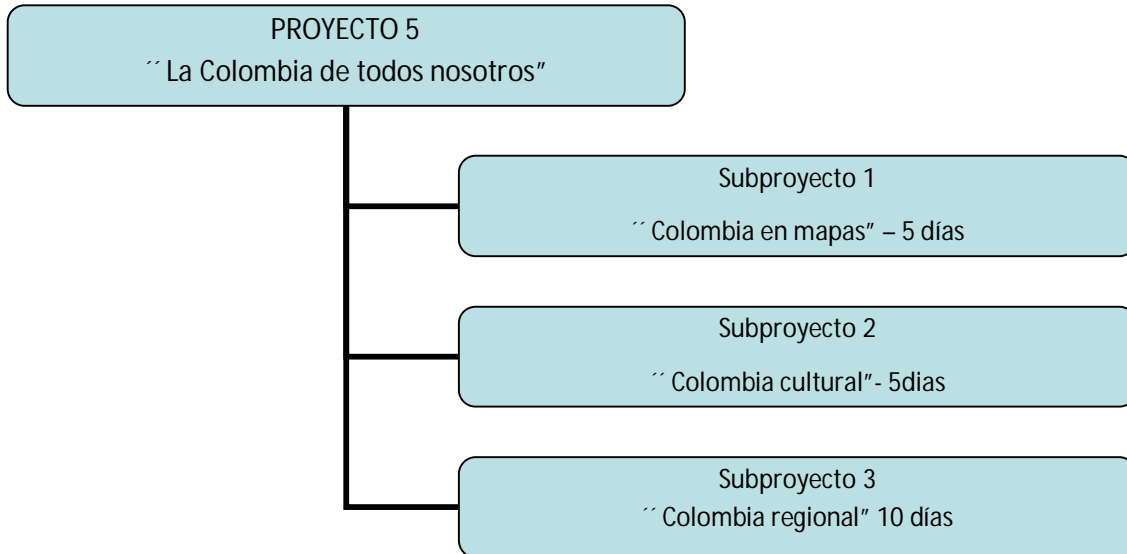 PROYECTO 5
´´ La Colombia de todos nosotros”
Subproyecto 1
´´ Colombia en mapas” – 5 días
Subproyecto 2
´´ Colombia cultural”- 5dias
Subproyecto 3
´´ Colombia regional” 10 días